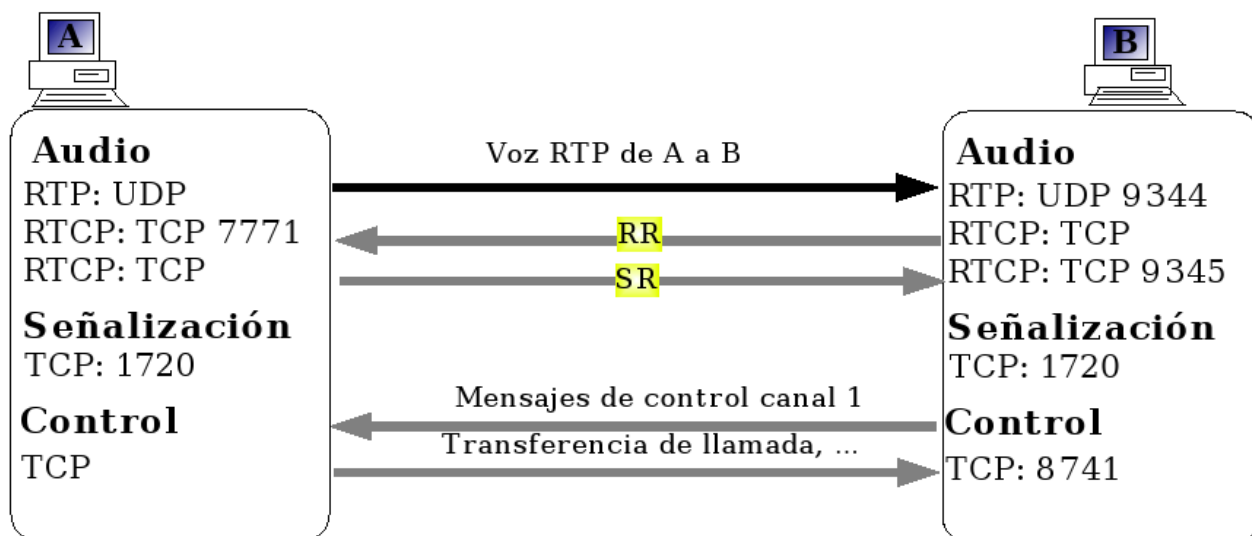 A
B
Audio
RTP: UDP
RTCP: TCP 7771
RTCP: TCP
Señalización
TCP: 1720
Control
TCP
Voz RTP de A a B
RR
SR
Mensajes de control canal 1
Transferencia de llamada, ...
Audio
RTP: UDP 9344
RTCP: TCP
RTCP: TCP 9345
Señalización
TCP: 1720
Control
TCP: 8741